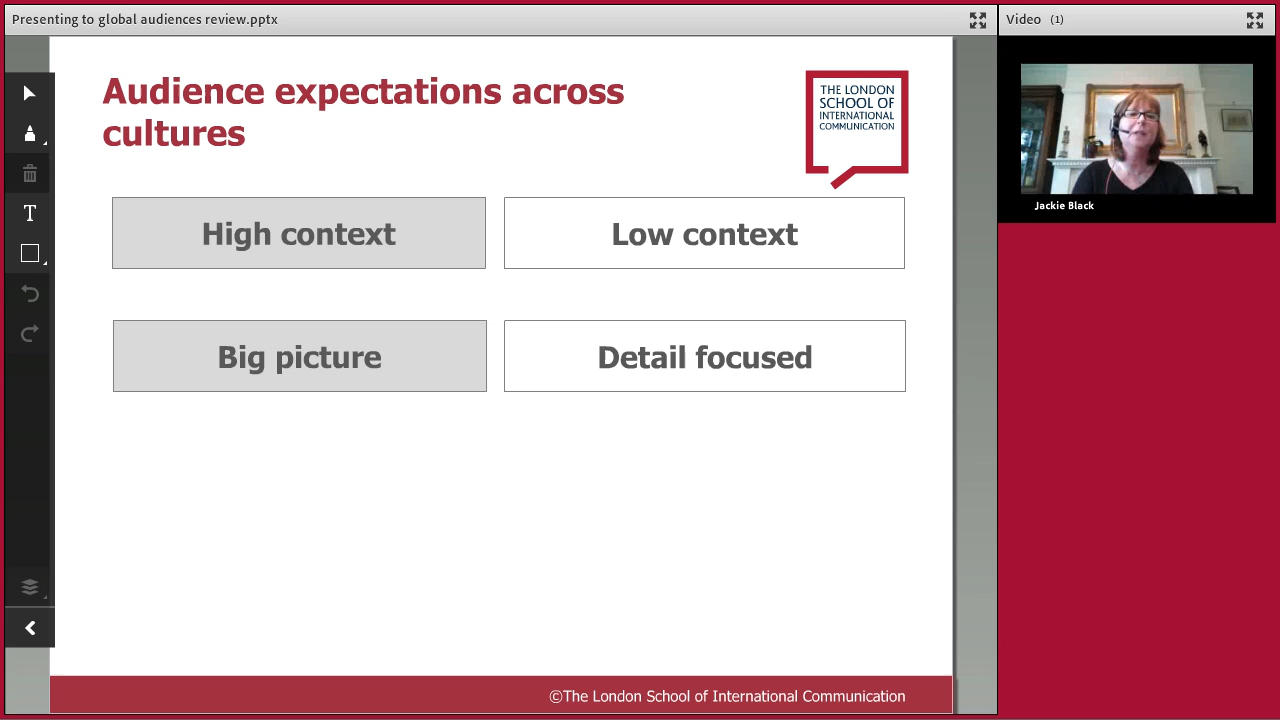 Presenting to global audiences review.pptx
Video (1)
Audience expectations across
cultures
THE LONDON
SCHOOL OF
INTERNATIONAL
COMMUNICATION
Jackie Black
High context
Low context
Big picture
Detail focused
T
©The London School of International Communication